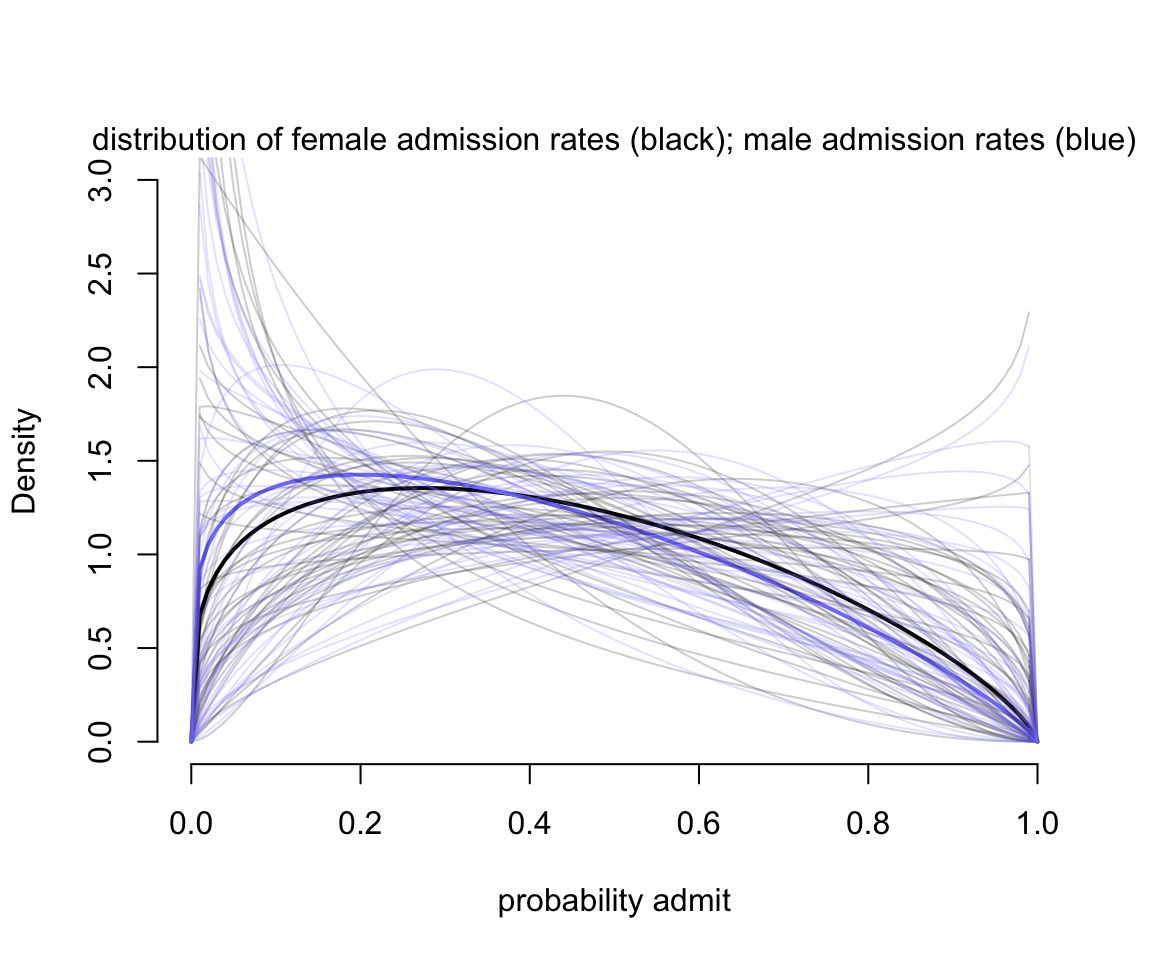 distribution of female admission rates (black); male admission rates (blue)
3.0
2.5
2.0
1.5
1.0
0.5
0.0
Density
0.0 0.2 0.4 0.6 0.8 1.0
probability admit